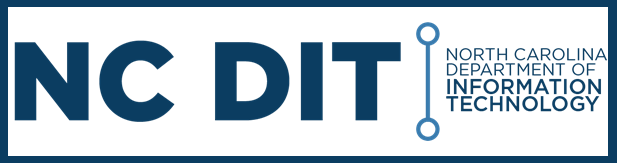 NC DIT
NORTH CAROLINA
DEPARTMENT OF
INFORMATION
TECHNOLOGY